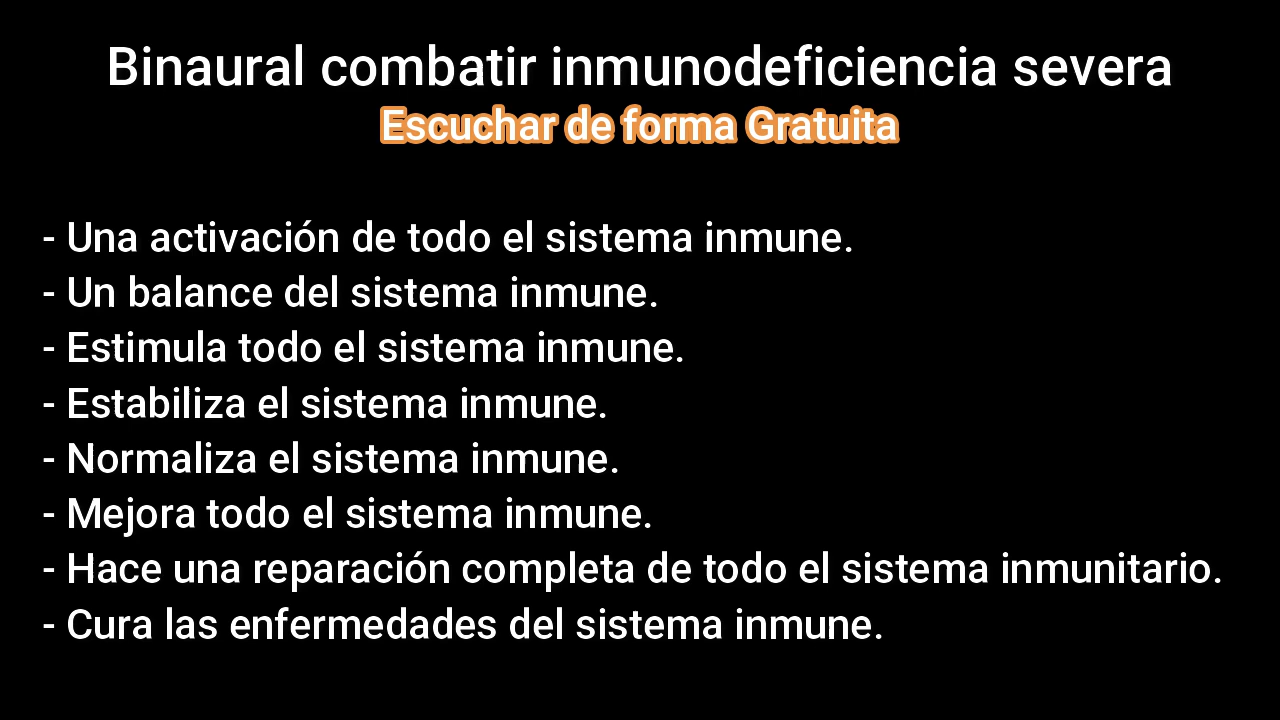 Binaural combatir inmunodeficiencia severa
Escuchar de forma Gratuita
- Una activación de todo el sistema inmune.
- Un balance del sistema inmune.
- Estimula todo el sistema inmune.
- Estabiliza el sistema inmune.
- Normaliza el sistema inmune.
- Mejora todo el sistema inmune.
- Hace una reparación completa de todo el sistema inmunitario.
- Cura las enfermedades del sistema inmune.